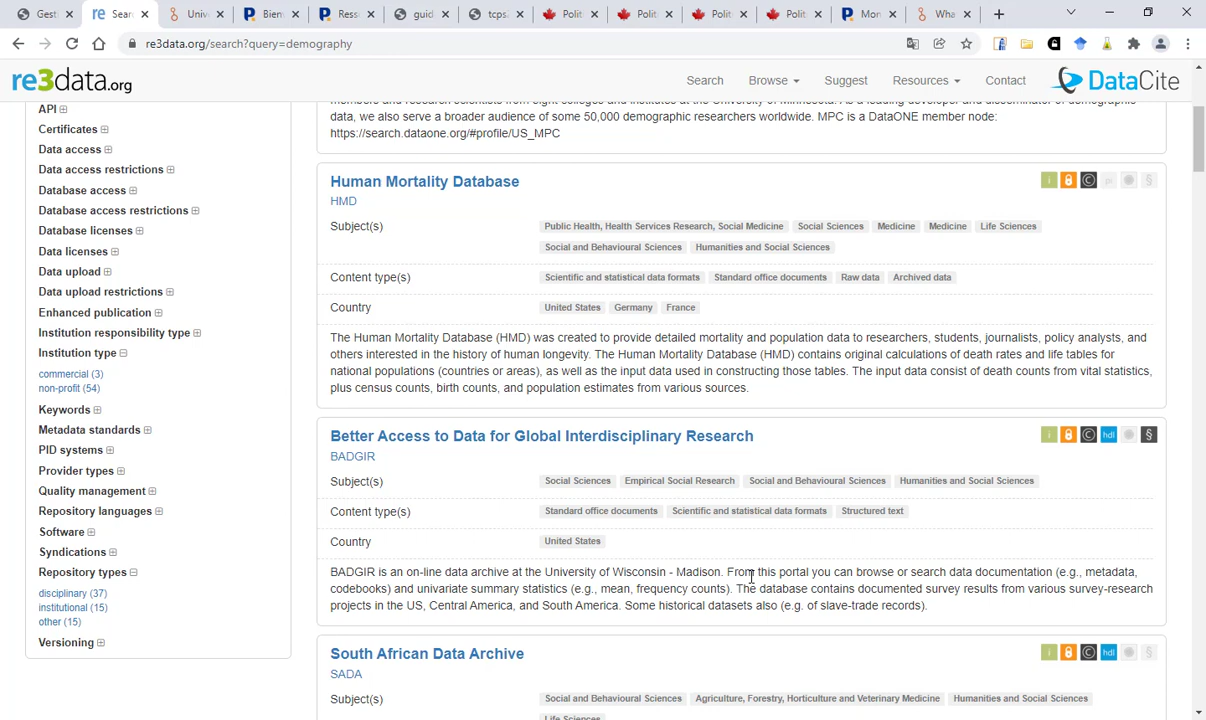 Gest
Sear
Univ
Bien
Ress
guid
tcps.
Polit
Polit
Polit
Polit
Mon
Wha
re3data.org/search?query=demography
re3data.org
Search
Browse
Suggest
Resources
Contact
DataCite
API
Certificates
Data access
Data access restrictions
Database access
Database access restrictions
Database licenses
Data licenses
Data upload
Data upload restrictions
Enhanced publication
Institution responsibility type
Institution type
commercial (3)
non-profit (54)
Keywords
Metadata standards
PID systems
Provider types
Quality management
Repository languages
Software
Syndications
Repository types
disciplinary (37)
institutional (15)
other (15)
Versioning
members and research scientists from eight colleges and institutes at the University of Minnesota. As a leading developer and disseminator of demographic
data, we also serve a broader audience of some 50,000 demographic researchers worldwide. MPC is a DataONE member node:
https://search.dataone.org/#profile/US_MPC
Human Mortality Database
HMD
Subject(s)
Public Health, Health Services Research, Social Medicine Social Sciences Medicine Medicine Life Sciences
Social and Behavioural Sciences Humanities and Social Sciences
Content type(s)
Scientific and statistical data formats Standard office documents Raw data Archived data
Country
United States Germany France
The Human Mortality Database (HMD) was created to provide detailed mortality and population data to researchers, students, journalists, policy analysts, and
others interested in the history of human longevity. The Human Mortality Database (HMD) contains original calculations of death rates and life tables for
national populations (countries or areas), as well as the input data used in constructing those tables. The input data consist of death counts from vital statistics,
plus census counts, birth counts, and population estimates from various sources.
Better Access to Data for Global Interdisciplinary Research
hdl
§
BADGIR
Subject(s)
Social Sciences Empirical Social Research Social and Behavioural Sciences Humanities and Social Sciences
Content type(s)
Standard office documents Scientific and statistical data formats Structured text
Country
United States
BADGIR is an on-line data archive at the University of Wisconsin - Madison. From this portal you can browse or search data documentation (e.g., metadata,
codebooks) and univariate summary statistics (e.g., mean, frequency counts). The database contains documented survey results from various survey-research
projects in the US, Central America, and South America. Some historical datasets also (e.g. of slave-trade records).
South African Data Archive
hdl
SADA
Subject(s)
Social and Behavioural Sciences Agriculture, Forestry, Horticulture and Veterinary Medicine Humanities and Social Sciences
Life Sciences